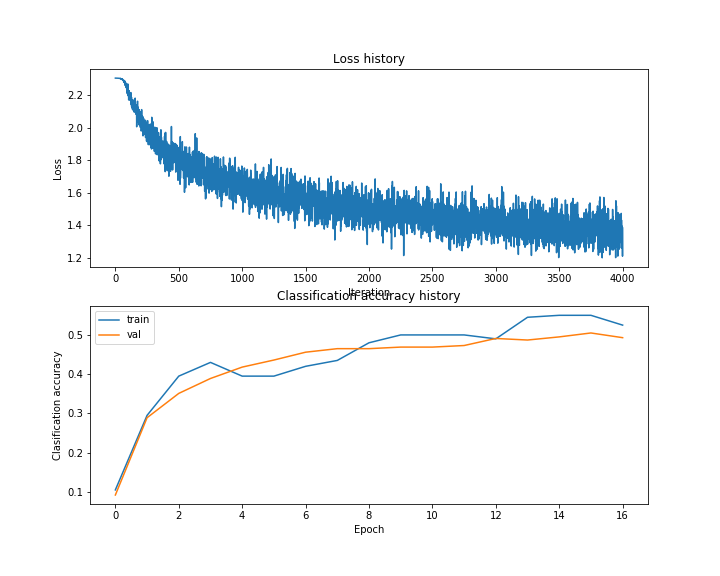 Loss history
Loss
2.2
2.0
1.8
1.6
1.4
1.2
0 500 1000 1500 2000 2500 3000 3500 4000
Iteration
Classification accuracy history
train
val
Clasification accuracy
0.5
0.4
0.3
0.2
0.1
0 2 4 6 8 10 12 14 16
Epoch